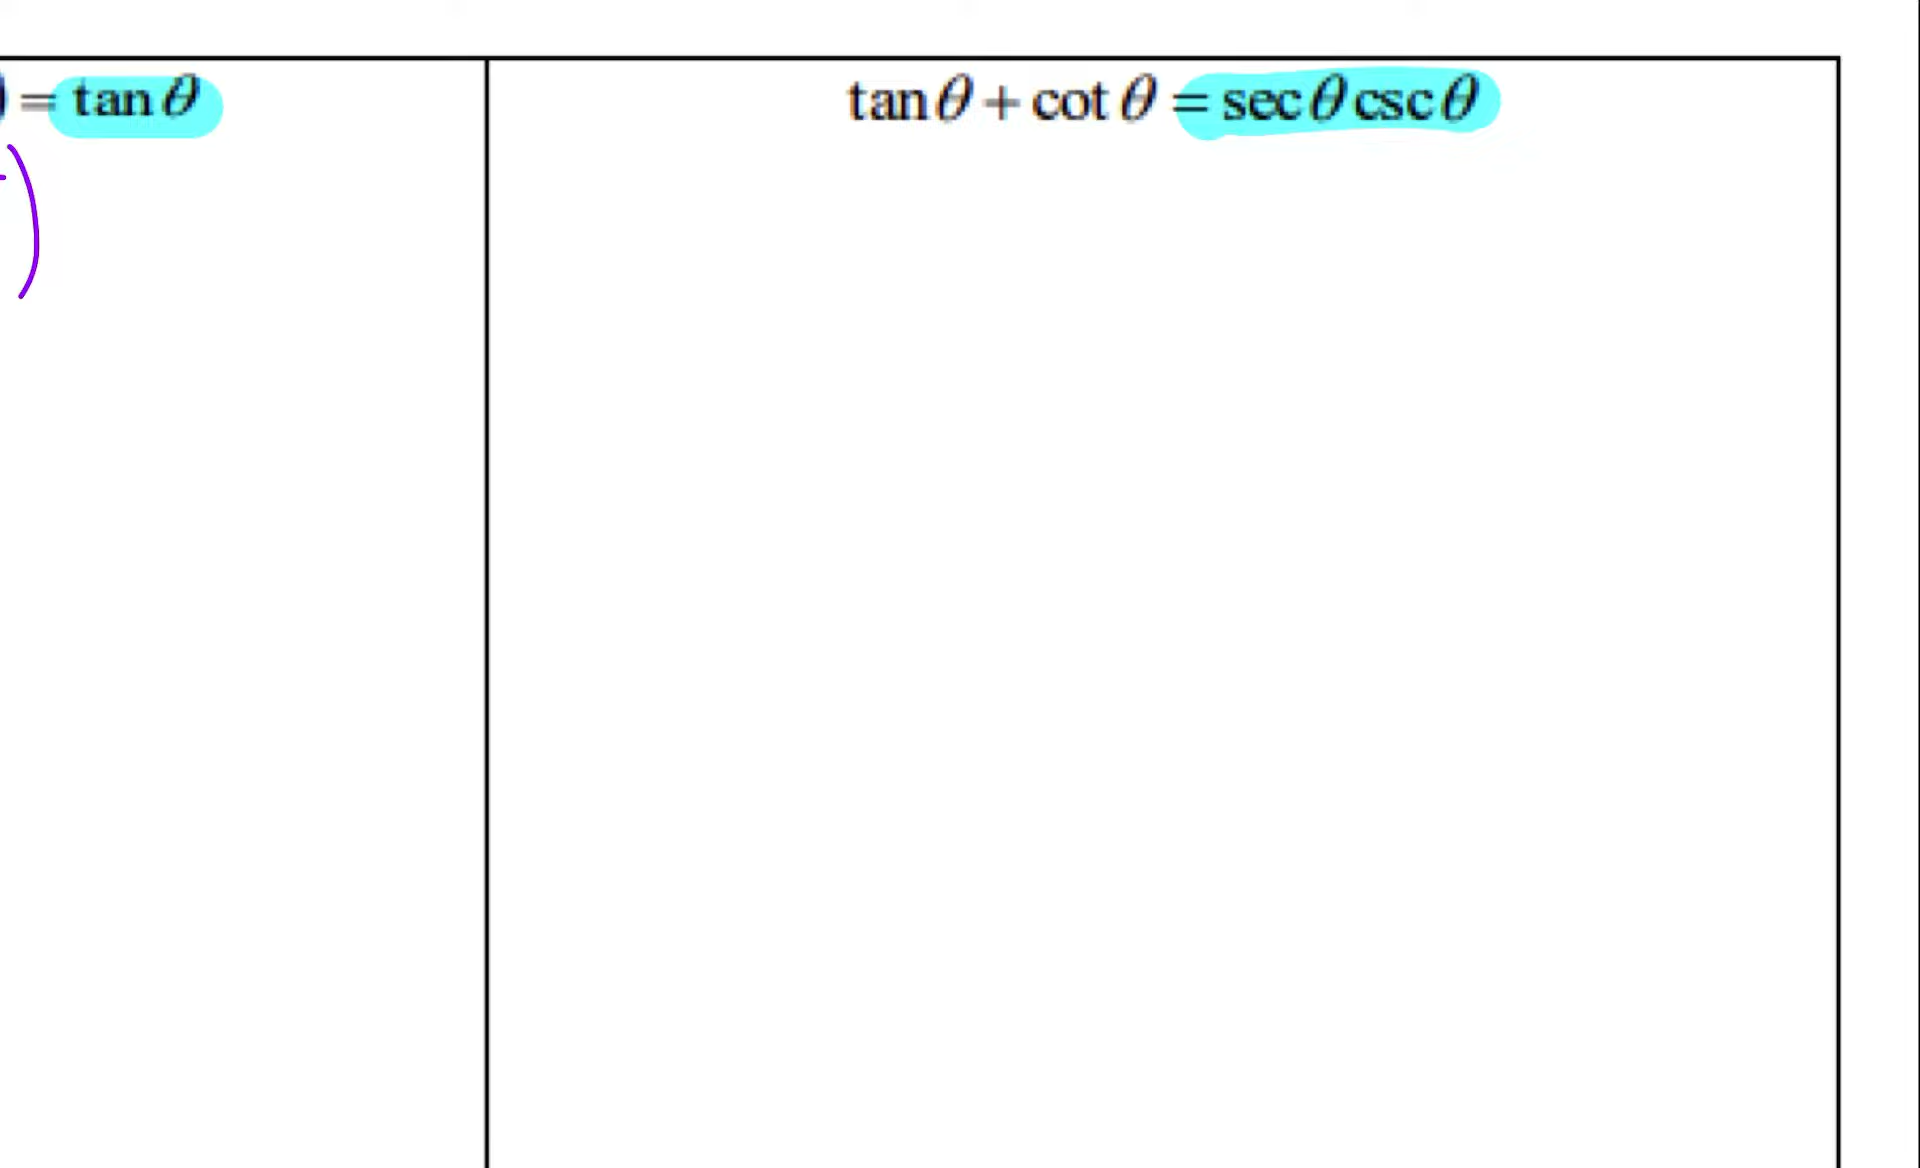 = tan θ
)
tan θ + cot θ = sec θ csc θ